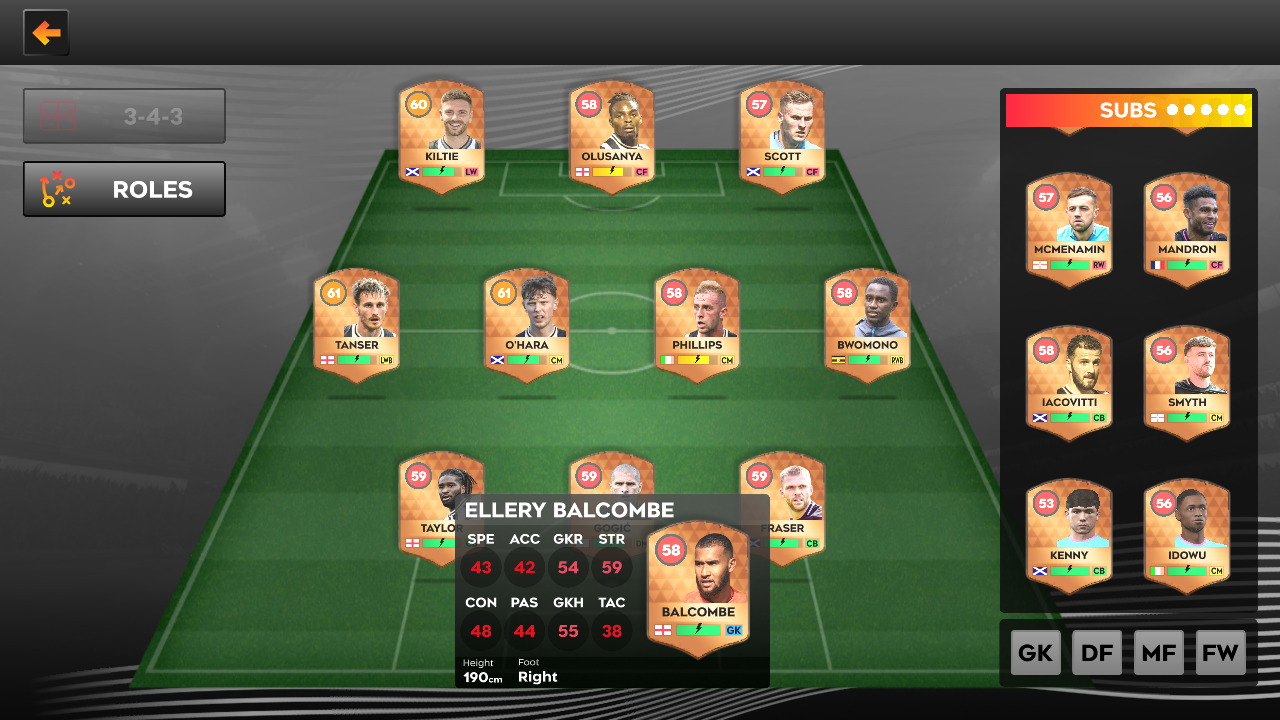 3-4-3
ROLES
60
KILTIE
LW
58
OLUSANYA
CF
57
SCOTT
CF
61
TANSER
LWB
61
O'HARA
CM
58
PHILLIPS
CM
58
BWOMONO
RWB
59
TAYLOR
59
GOGIC
59
FRASER
CB
ELLERY BALCOMBE
SPE ACC GKR STR
43 42 54 59
CON PAS GKH TAC
48 44 55 38
Height Foot
190cm Right
58
BALCOMBE
GK
SUBS
57
MCMENAMIN
RW
56
MANDRON
CF
58
IACOVITTI
CB
56
SMYTH
CM
53
KENNY
CB
56
IDOWU
CM
GK DF MF FW